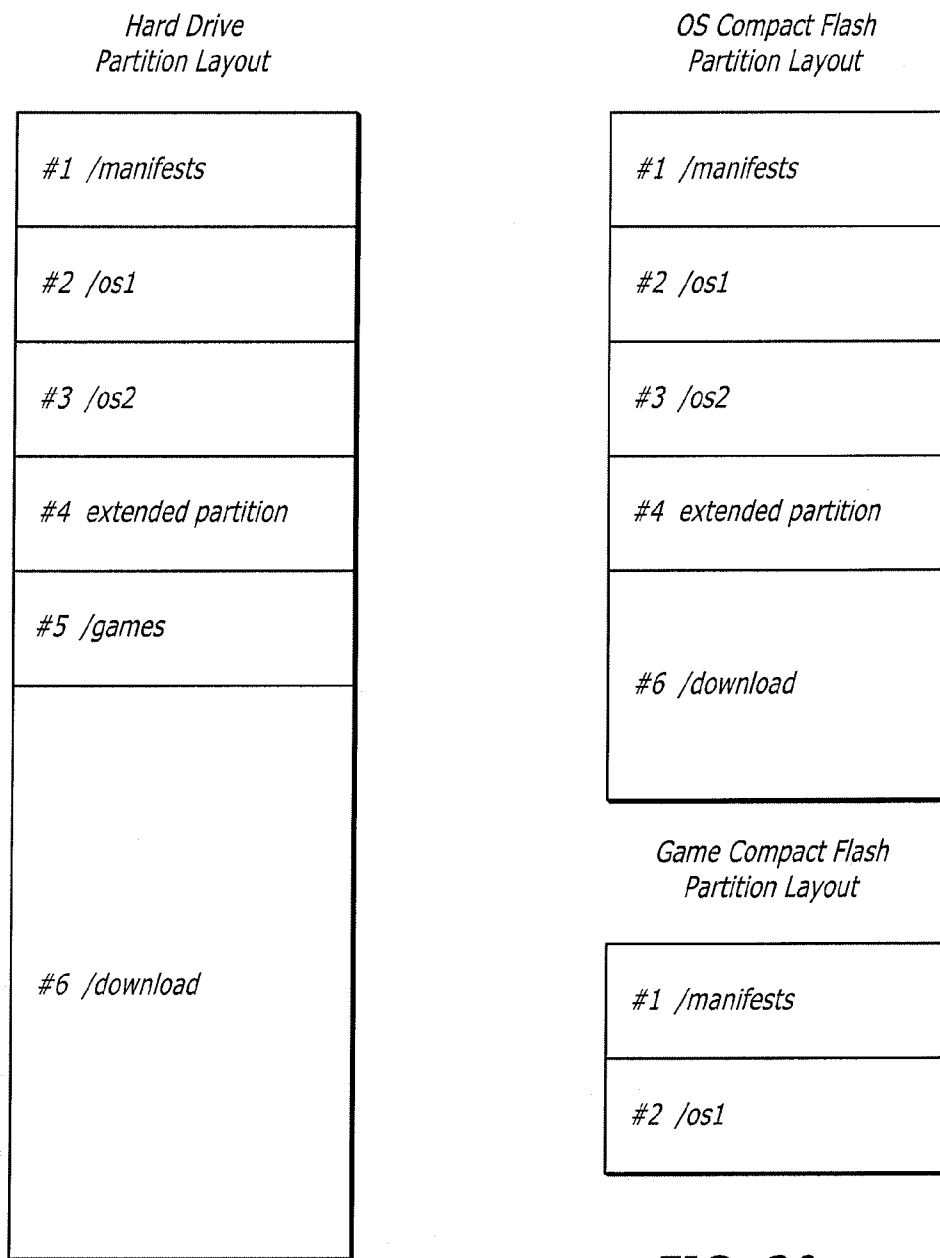 Hard Drive
Partition Layout
#1 /manifests
#2 /os1
#3 /os2
#4 extended partition
#5 /games
#6 /download
OS Compact Flash
Partition Layout
#1 /manifests
#2 /os1
#3 /os2
#4 extended partition
#6 /download
Game Compact Flash
Partition Layout
#1 /manifests
#2 /os1